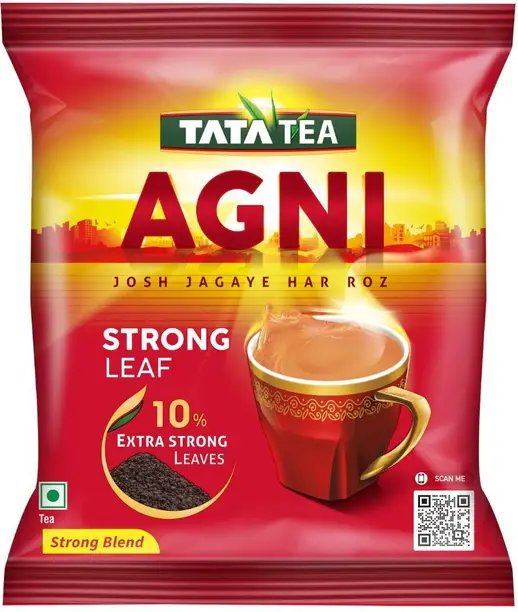 TATA TEA
AGNI
JOSH JAGAYE HAR ROZ
STRONG
LEAF
10%
EXTRA STRONG
LEAVES
SCAN ME
Tea
Strong Blend